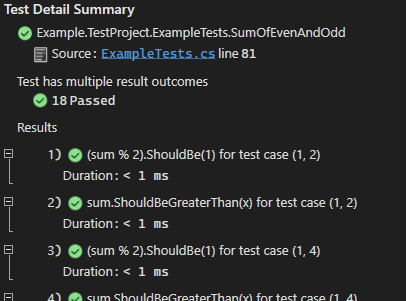 Test Detail Summary
Example.TestProject.ExampleTests.SumOfEvenAndOdd
Source: ExampleTests.cs line 81
Test has multiple result outcomes
18 Passed
Results
1) (sum % 2).ShouldBe(1) for test case (1, 2)
Duration: < 1 ms
2) sum.ShouldBeGreaterThan(x) for test case (1, 2)
Duration: < 1 ms
3) (sum % 2).ShouldBe(1) for test case (1, 4)
Duration: < 1 ms
4) sum.ShouldBeGreaterThan(x) for test case (1, 4)